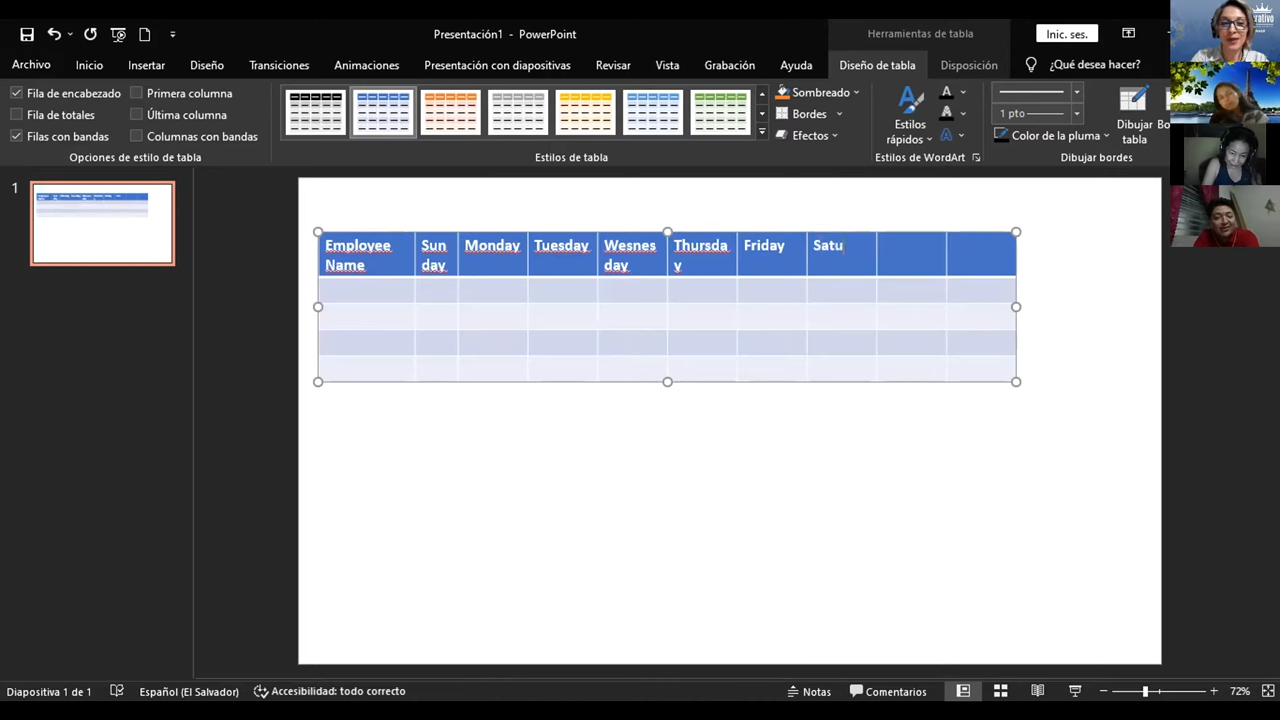 Presentación1 - PowerPoint
Herramientas de tabla
Inic. ses.
Archivo
Inicio
Insertar
Diseño
Transiciones
Animaciones
Presentación con diapositivas
Revisar
Vista
Grabación
Ayuda
Diseño de tabla
Disposición
¿Qué desea hacer?
Fila de encabezado
Primera columna
Fila de totales
Última columna
Filas con bandas
Columnas con bandas
Opciones de estilo de tabla
Estilos de tabla
Sombreado
Bordes
Efectos
Estilos
rápidos
A
A
A
Estilos de WordArt
1 pto
Color de la pluma
Dibujar
tabla
Dibujar bordes
1
Employee
Name
Sun
day
Monday
Tuesday
Wesnes
day
Thursda
y
Friday
Satu
Diapositiva 1 de 1
Español (El Salvador)
Accesibilidad: todo correcto
Notas
Comentarios
72%